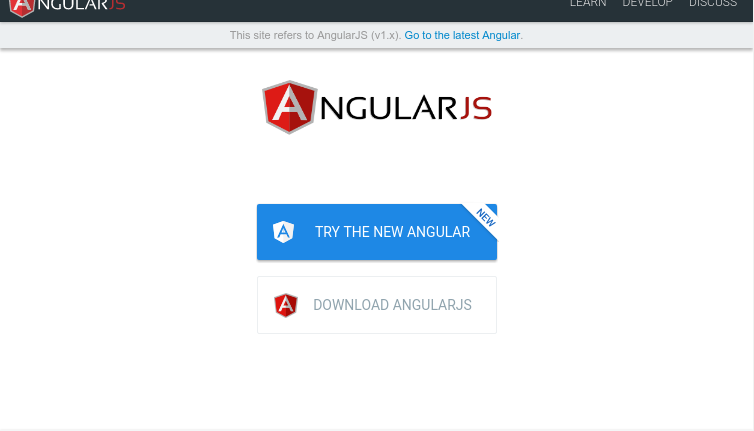 ANGULARJS
LEARN DEVELOP DISCUSS
This site refers to AngularJS (v1.x). Go to the latest Angular.
ANGULARJS
NEW
TRY THE NEW ANGULAR
DOWNLOAD ANGULARJS